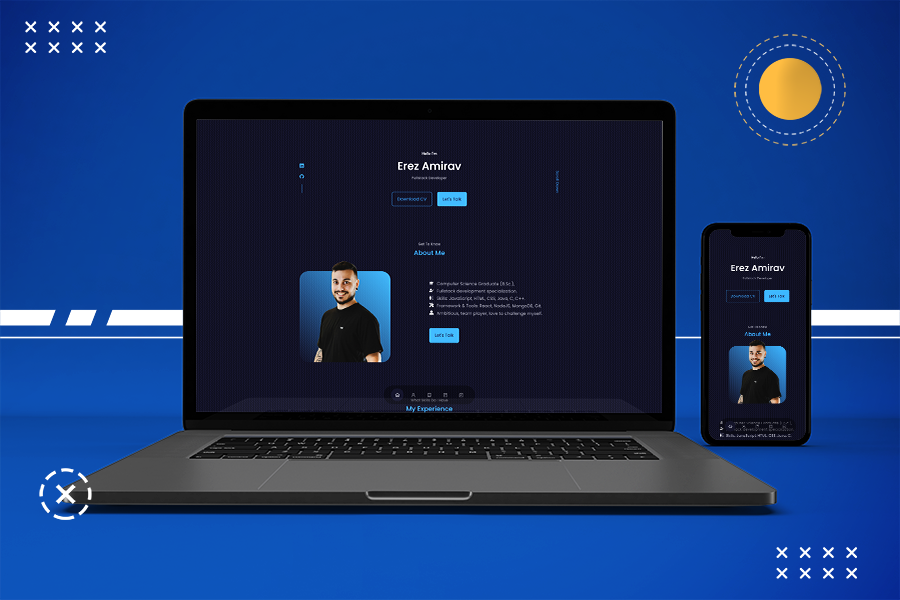 Hello I'm
Erez Amirav
Fullstack Developer
Download CV
Let's Talk
Scroll Down
Get To Know
About Me
Computer Science Graduate (B.Sc.).
Fullstack development specialization.
Skills: JavaScript, HTML, CSS, Java, C, C++.
Framework & Tools: React, NodeJS, MongoDB, Git.
Ambitious, team player, love to challenge myself.
Let's Talk
My Experience
Hello I'm
Erez Amirav
Fullstack Developer
Download CV
Let's Talk
Get To Know
About Me
Skills: JavaScript, HTML, CSS, Java, C,